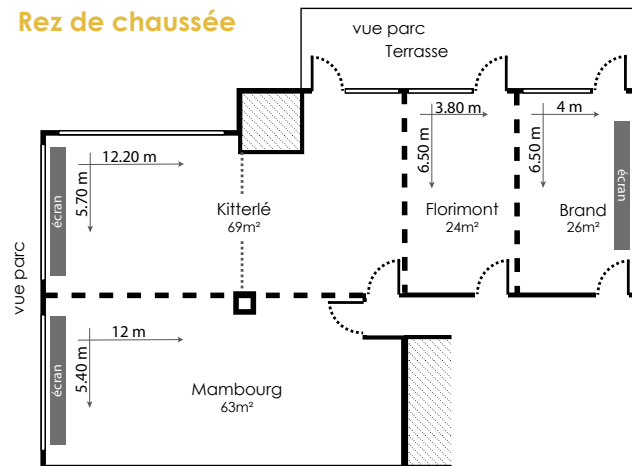 Rez de chaussée
vue parc
Terrasse
12.20 m
5.70 m
écran
Kitterlé
69m²
3.80 m
6.50 m
Florimont
24m²
4 m
6.50 m
Brand
26m²
écran
vue parc
12 m
5.40 m
écran
Mambourg
63m²